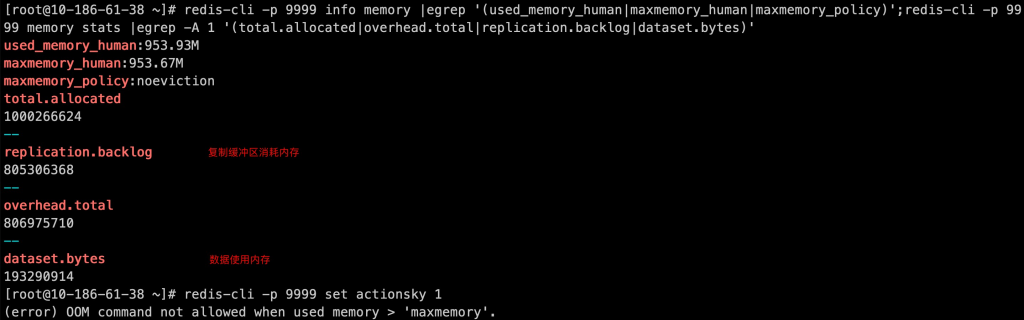 [root@10-186-61-38 ~]# redis-cli -p 9999 info memory |egrep '(used_memory_human|maxmemory_human|maxmemory_policy)';redis-cli -p 99
99 memory stats |egrep -A 1 '(total.allocated|overhead.total|replication.backlog|dataset.bytes)'
used_memory_human:953.93M
maxmemory_human:953.67M
maxmemory_policy:noeviction
total.allocated
1000266624
--
replication.backlog 复制缓冲区消耗内存
805306368
--
overhead.total
806975710
--
dataset.bytes 数据使用内存
193290914
[root@10-186-61-38 ~]# redis-cli -p 9999 set actionsky 1
(error) OOM command not allowed when used memory > 'maxmemory'.